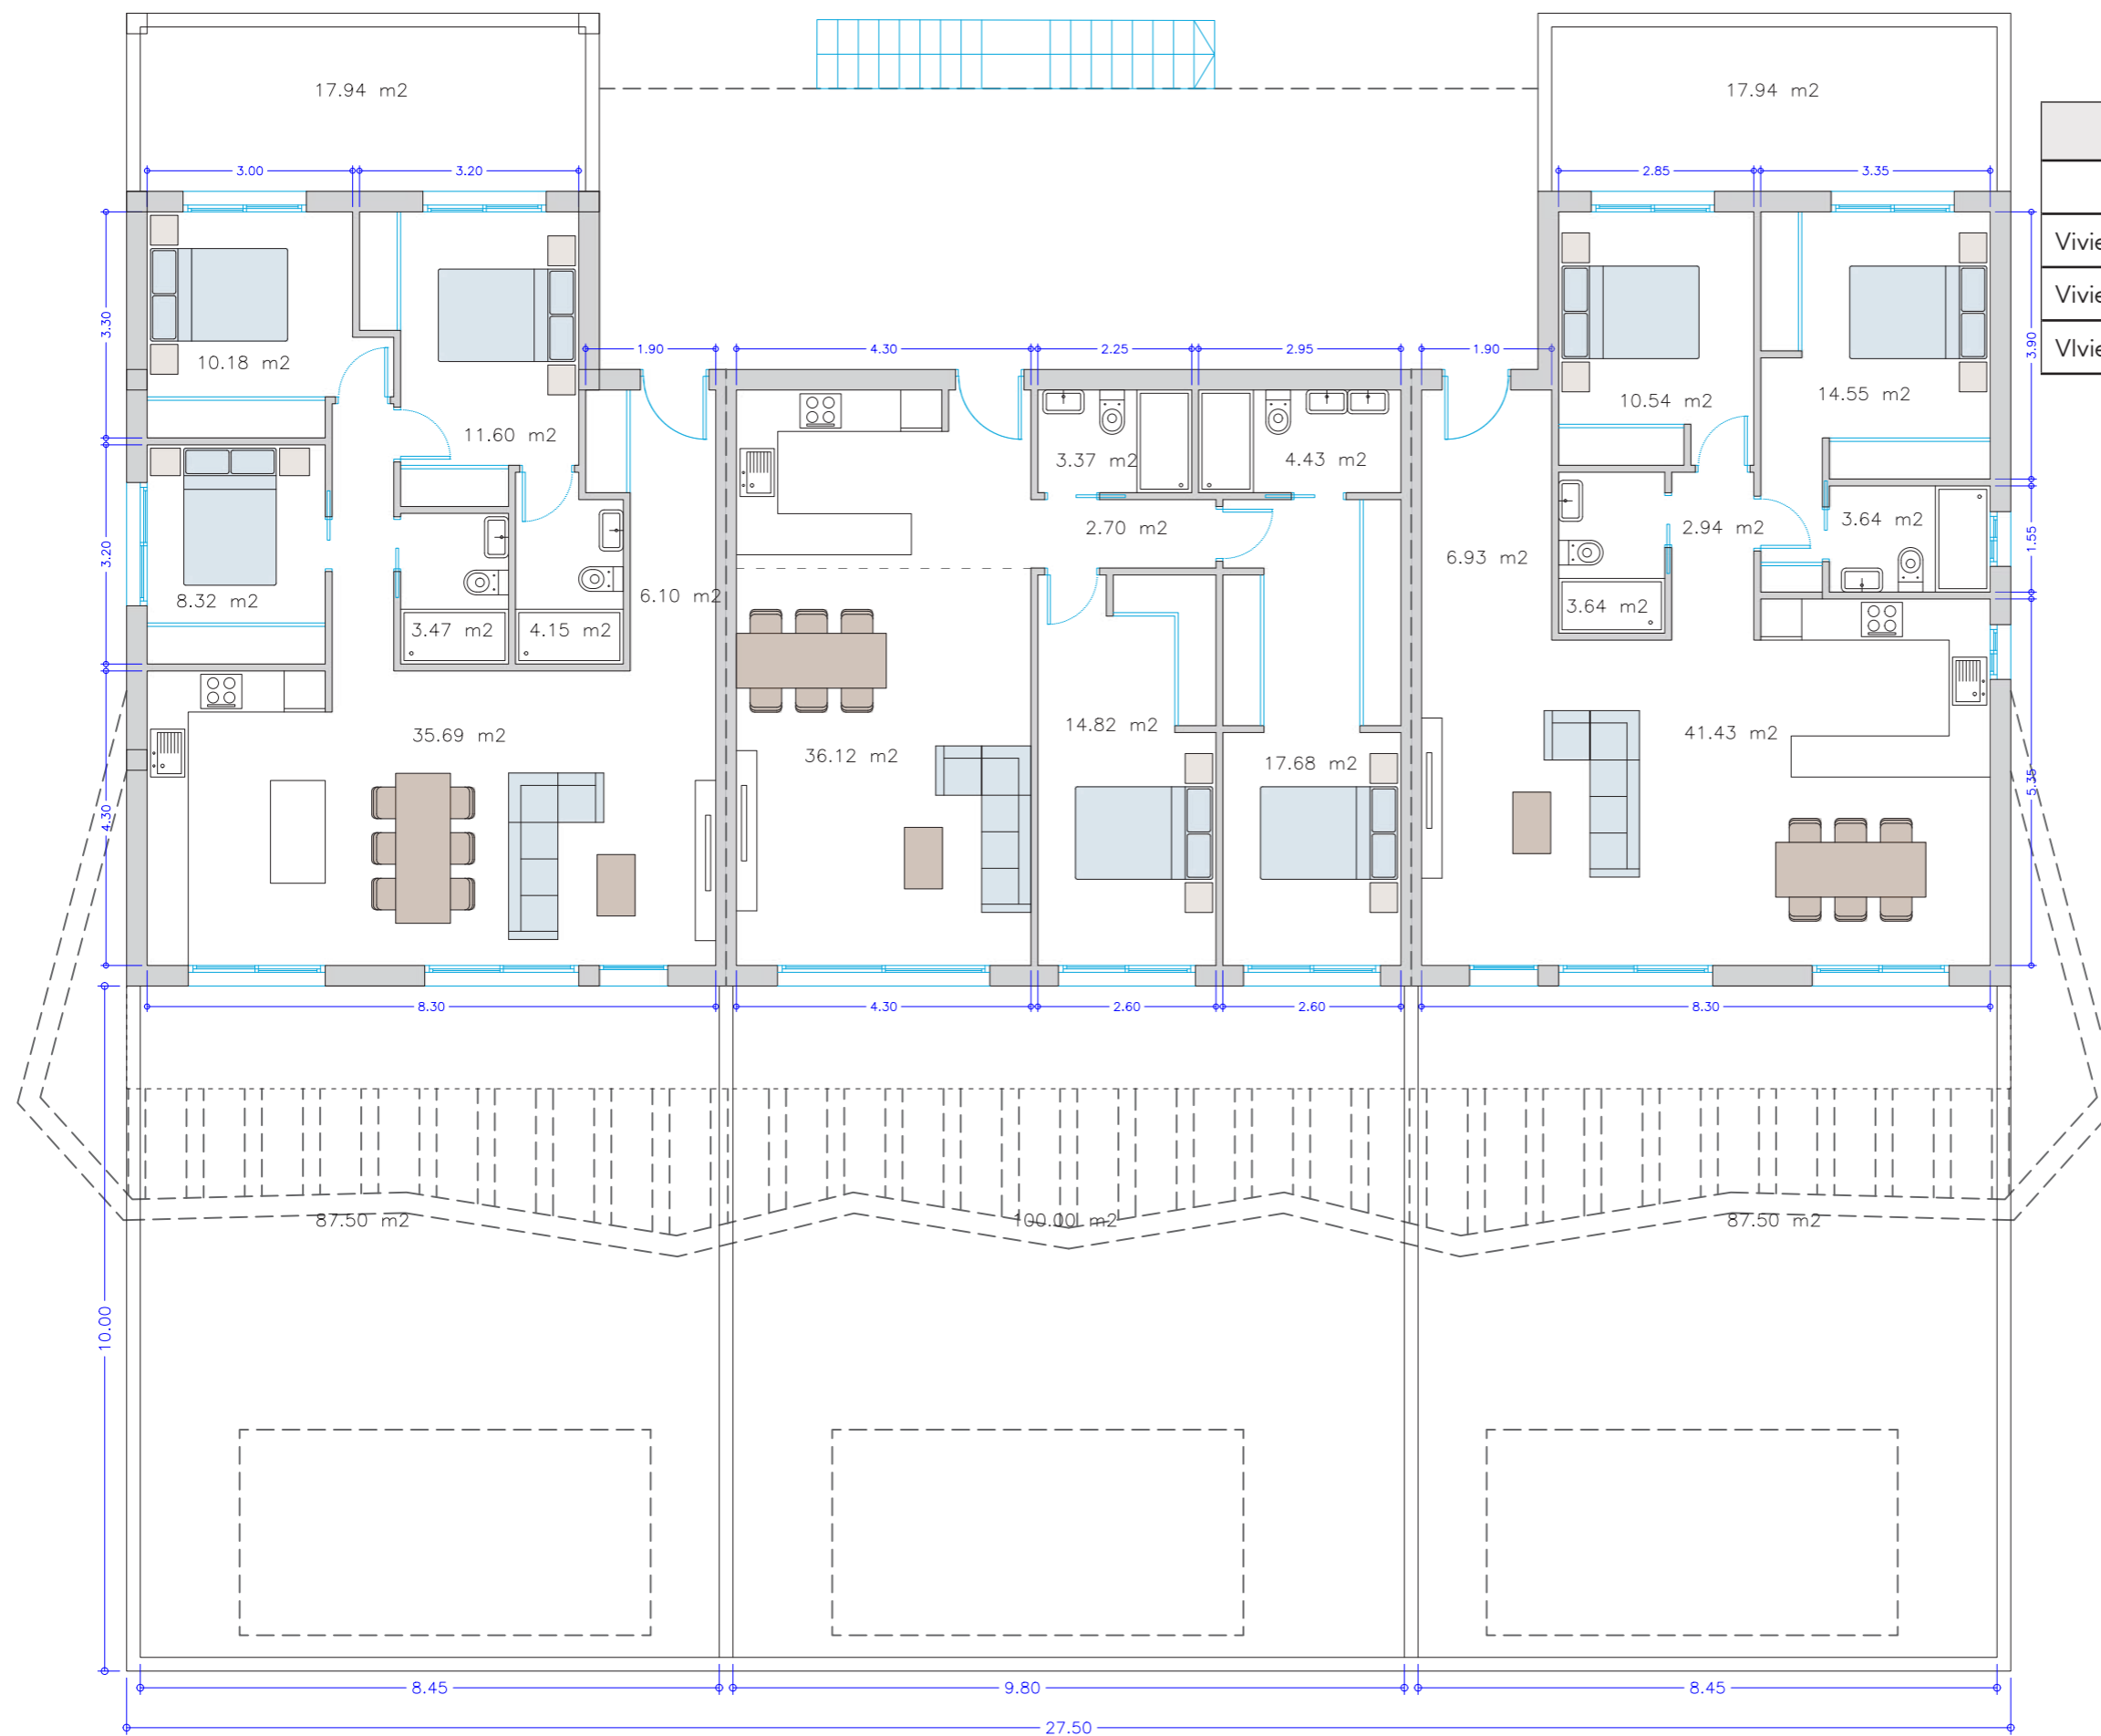 17.94 m2
17.94 m2
3.00
3.20
2.85
3.35
Vivie
Vivie
VIvie
3.30
3.90
1.90
4.30
2.25
2.95
1.90
10.18 m2
11.60 m2
3.37 m2
4.43 m2
10.54 m2
14.55 m2
2.70 m2
6.93 m2
2.94 m2
3.64 m2
1.55
3.20
8.32 m2
6.10 m2
3.47 m2
4.15 m2
3.64 m2
35.69 m2
36.12 m2
14.82 m2
17.68 m2
41.43 m2
4.30
5.35
8.30
4.30
2.60
2.60
8.30
87.50 m2
100.00 m2
87.50 m2
10.00
8.45
9.80
8.45
27.50